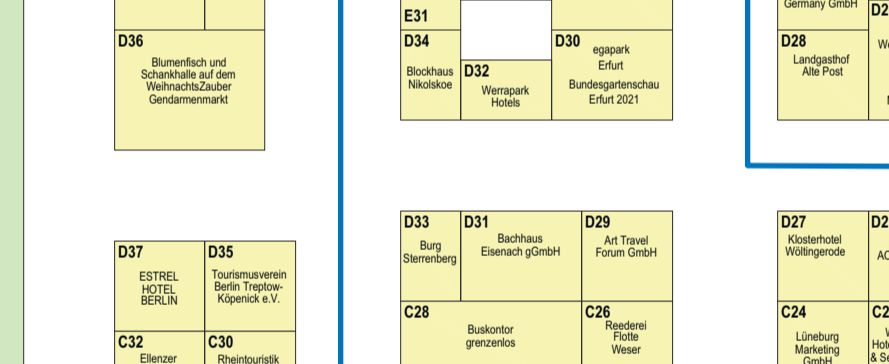 D36
Blumenfisch und
Schankhalle auf dem
WeihnachtsZauber
Gendarmenmarkt
D37
ESTREL
HOTEL
BERLIN
D35
Tourismusverein
Berlin Treptow-
Köpenick e.V.
C32
Ellenzer
C30
Rheintouristik
E31
D34
Blockhaus
Nikolskoe
D32
Werrapark
Hotels
D30
egapark
Erfurt
Bundesgartenschau
Erfurt 2021
D33
Burg
Sterrenberg
D31
Bachhaus
Eisenach gGmbH
D29
Art Travel
Forum GmbH
C28
Buskontor
grenzenlos
C26
Reederei
Flotte
Weser
Germany GmbH
D28
Landgasthof
Alte Post
D27
Klosterhotel
Wöltingerode
C24
Lüneburg
Marketing
GmbH